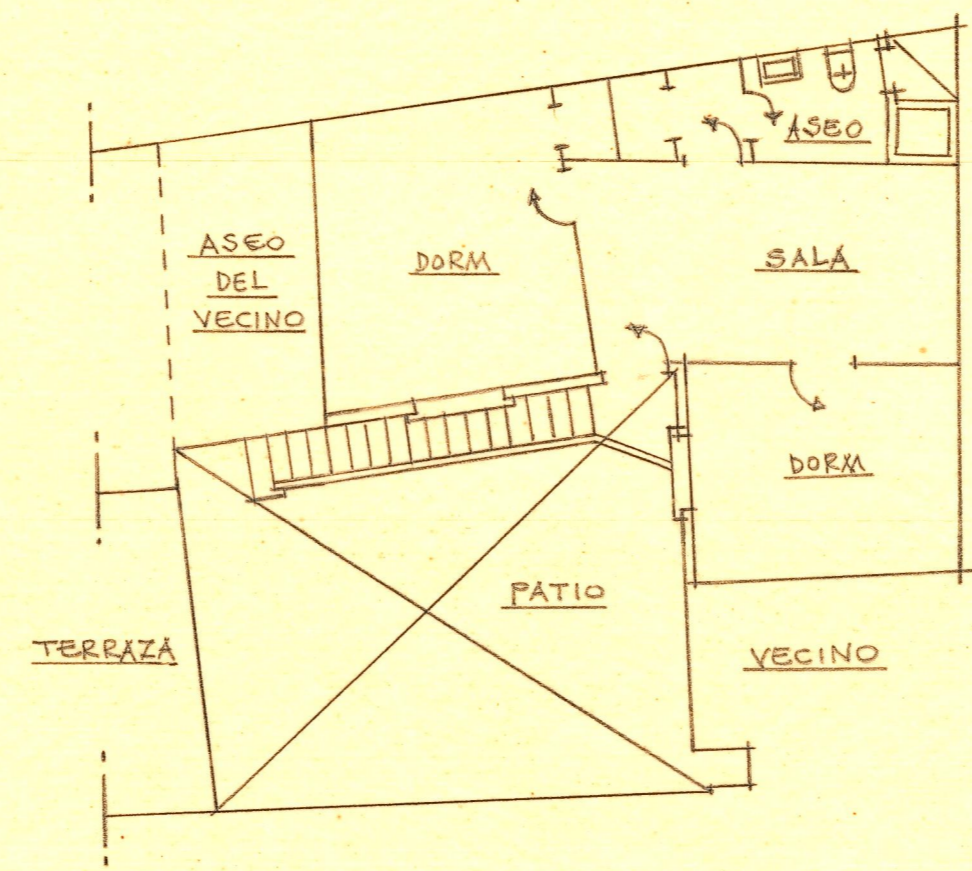 ASEO
ASEO
DEL
VECINO
DORM
SALA
DORM
PATIO
TERRAZA
VECINO